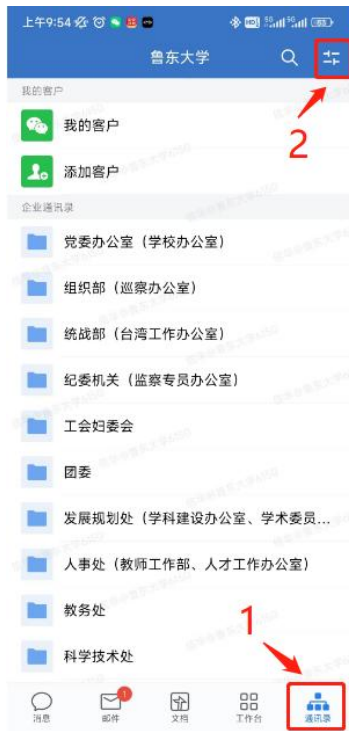 上午9:54
鲁东大学
2
我的客户
我的客户
添加客户
企业通讯录
党委办公室（学校办公室）
组织部（巡察办公室）
统战部（台湾工作办公室）
纪委机关（监察专员办公室）
工会妇委会
团委
发展规划处（学科建设办公室、学术委员...
人事处（教师工作部、人才工作办公室）
教务处
1
科学技术处
消息
1
邮件
文档
工作台
通讯录